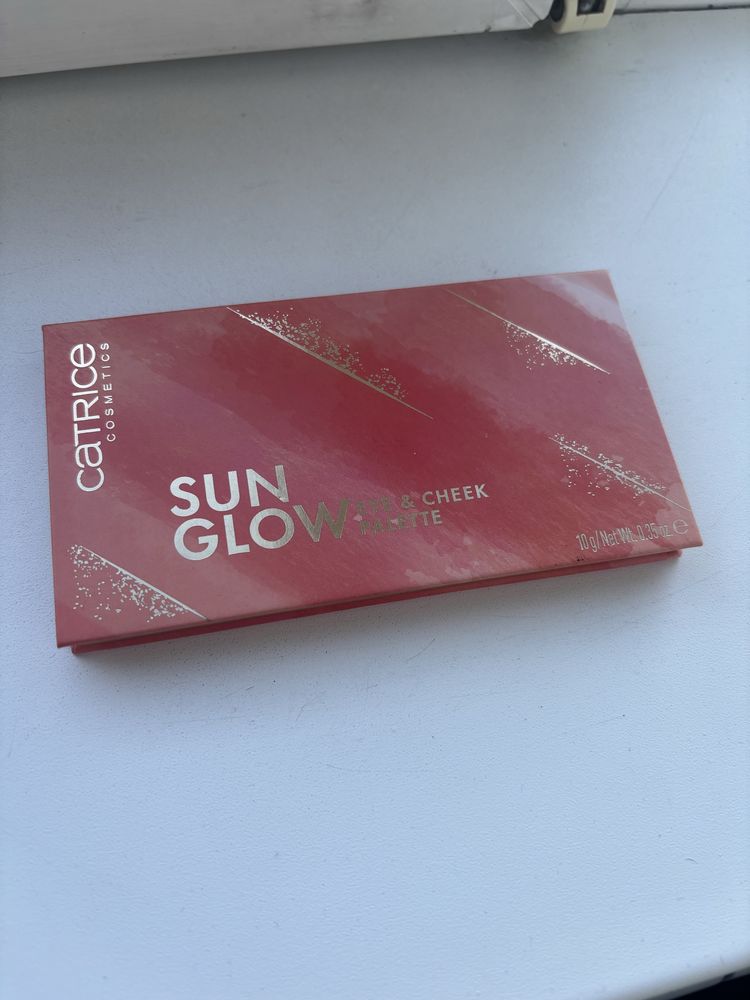 CATRICE
COSMETICS
SUN
GLOW
EYE & CHEEK
PALETTE
10 g/Net Wt. 0.35 oz ℮